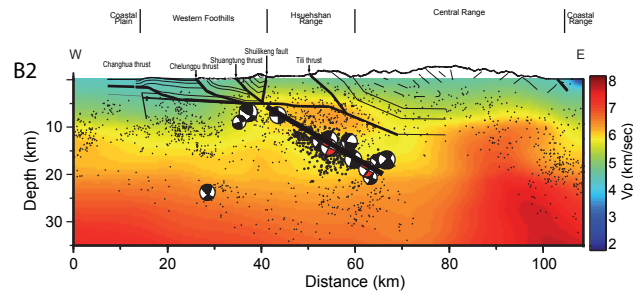 Coastal Plain
Western Foothills
Hsuehshan Range
Central Range
Coastal Range
Shuilikeng fault
Shuangtung thrust
Changhua thrust
Chelungpu thrust
Tili thrust
W
E
B2
10
20
30
Depth (km)
0
20
40
60
80
100
Distance (km)
8
7
6
5
4
3
2
Vp (km/sec)